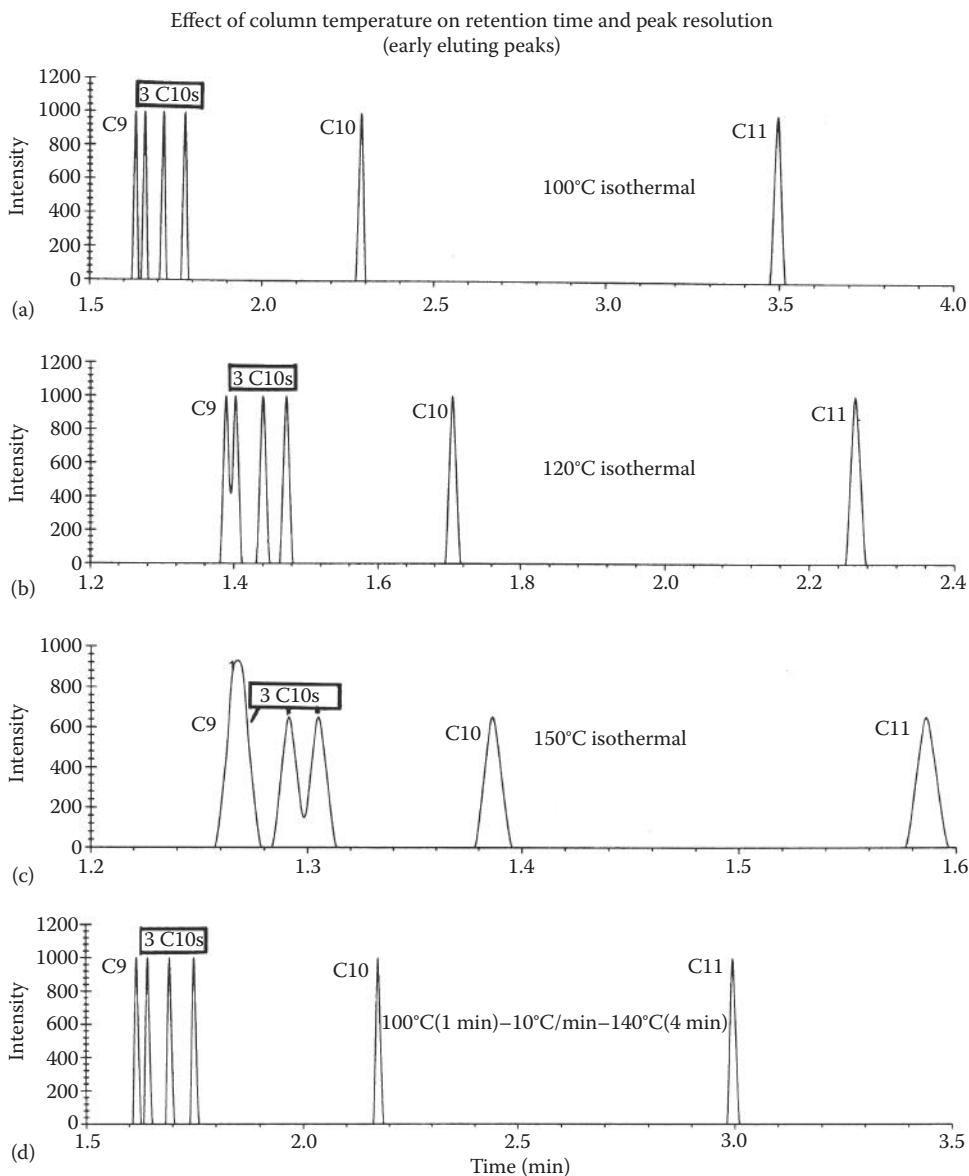 Effect of column temperature on retention time and peak resolution
(early eluting peaks)
1200
1000
800
600
400
200
0
Intensity
C9
3 C10s
C10
C11
100°C isothermal
1.5
2.0
2.5
3.0
3.5
4.0
(a)
1200
1000
800
600
400
200
0
Intensity
C9
3 C10s
C10
C11
120°C isothermal
1.2
1.4
1.6
1.8
2.0
2.2
2.4
(b)
1000
800
600
400
200
0
Intensity
C9
3 C10s
C10
C11
150°C isothermal
1.2
1.3
1.4
1.5
1.6
(c)
1200
1000
800
600
400
200
0
Intensity
C9
3 C10s
C10
C11
100°C(1 min)–10°C/min–140°C(4 min)
1.5
2.0
2.5
3.0
3.5
(d)
Time (min)